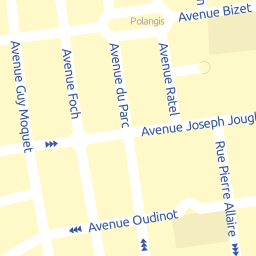 Polangis
Avenue Bizet
Avenue Guy Moquet
Avenue Foch
Avenue du Parc
Avenue Ratel
Avenue Joseph Jough
Rue Pierre Allaire
Avenue Oudinot